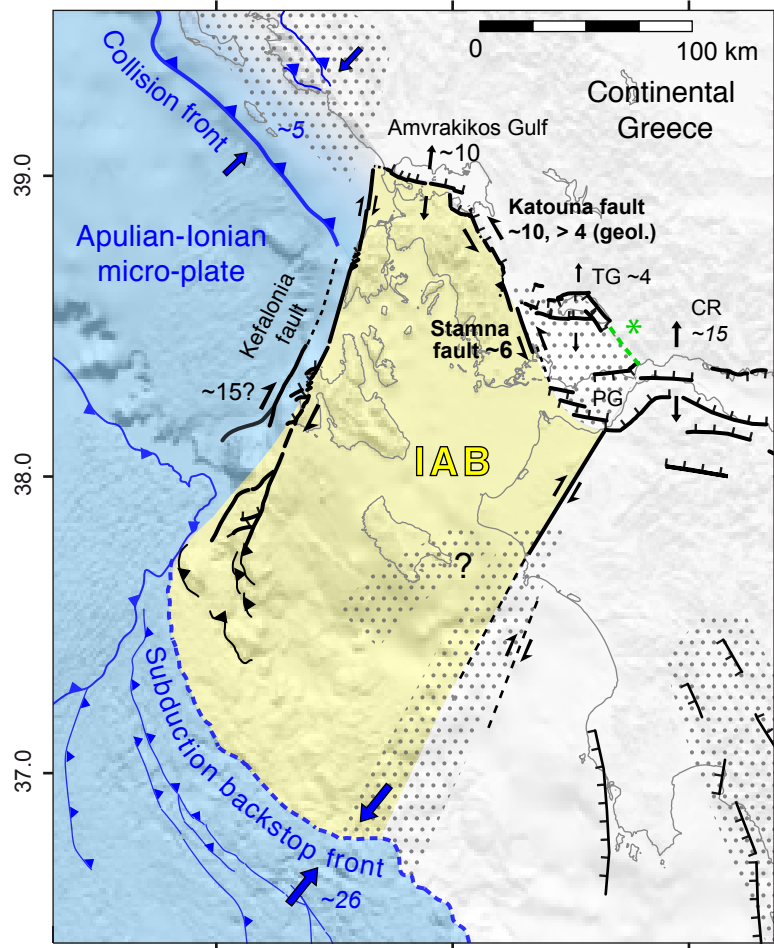 0
100 km
Collision front
~5
Continental
Greece
Amvrakikos Gulf
~10
39.0
Katouna fault
~10, > 4 (geol.)
Apulian-Ionian
micro-plate
TG ~4
CR
~15
*
Kefalonia
fault
Stamna
fault ~6
~15?
PG
IAB
38.0
?
Subduction backstop front
37.0
~26